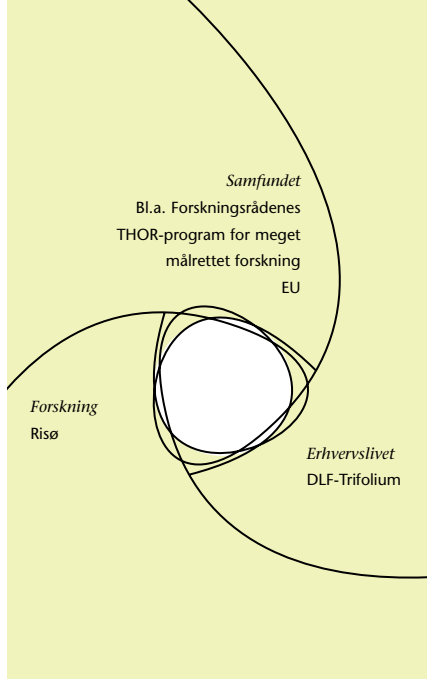 Samfundet
Bl.a. Forskningsrådenes
THOR-program for meget
målrettet forskning
EU
Forskning
Risø
Erhvervslivet
DLF-Trifolium